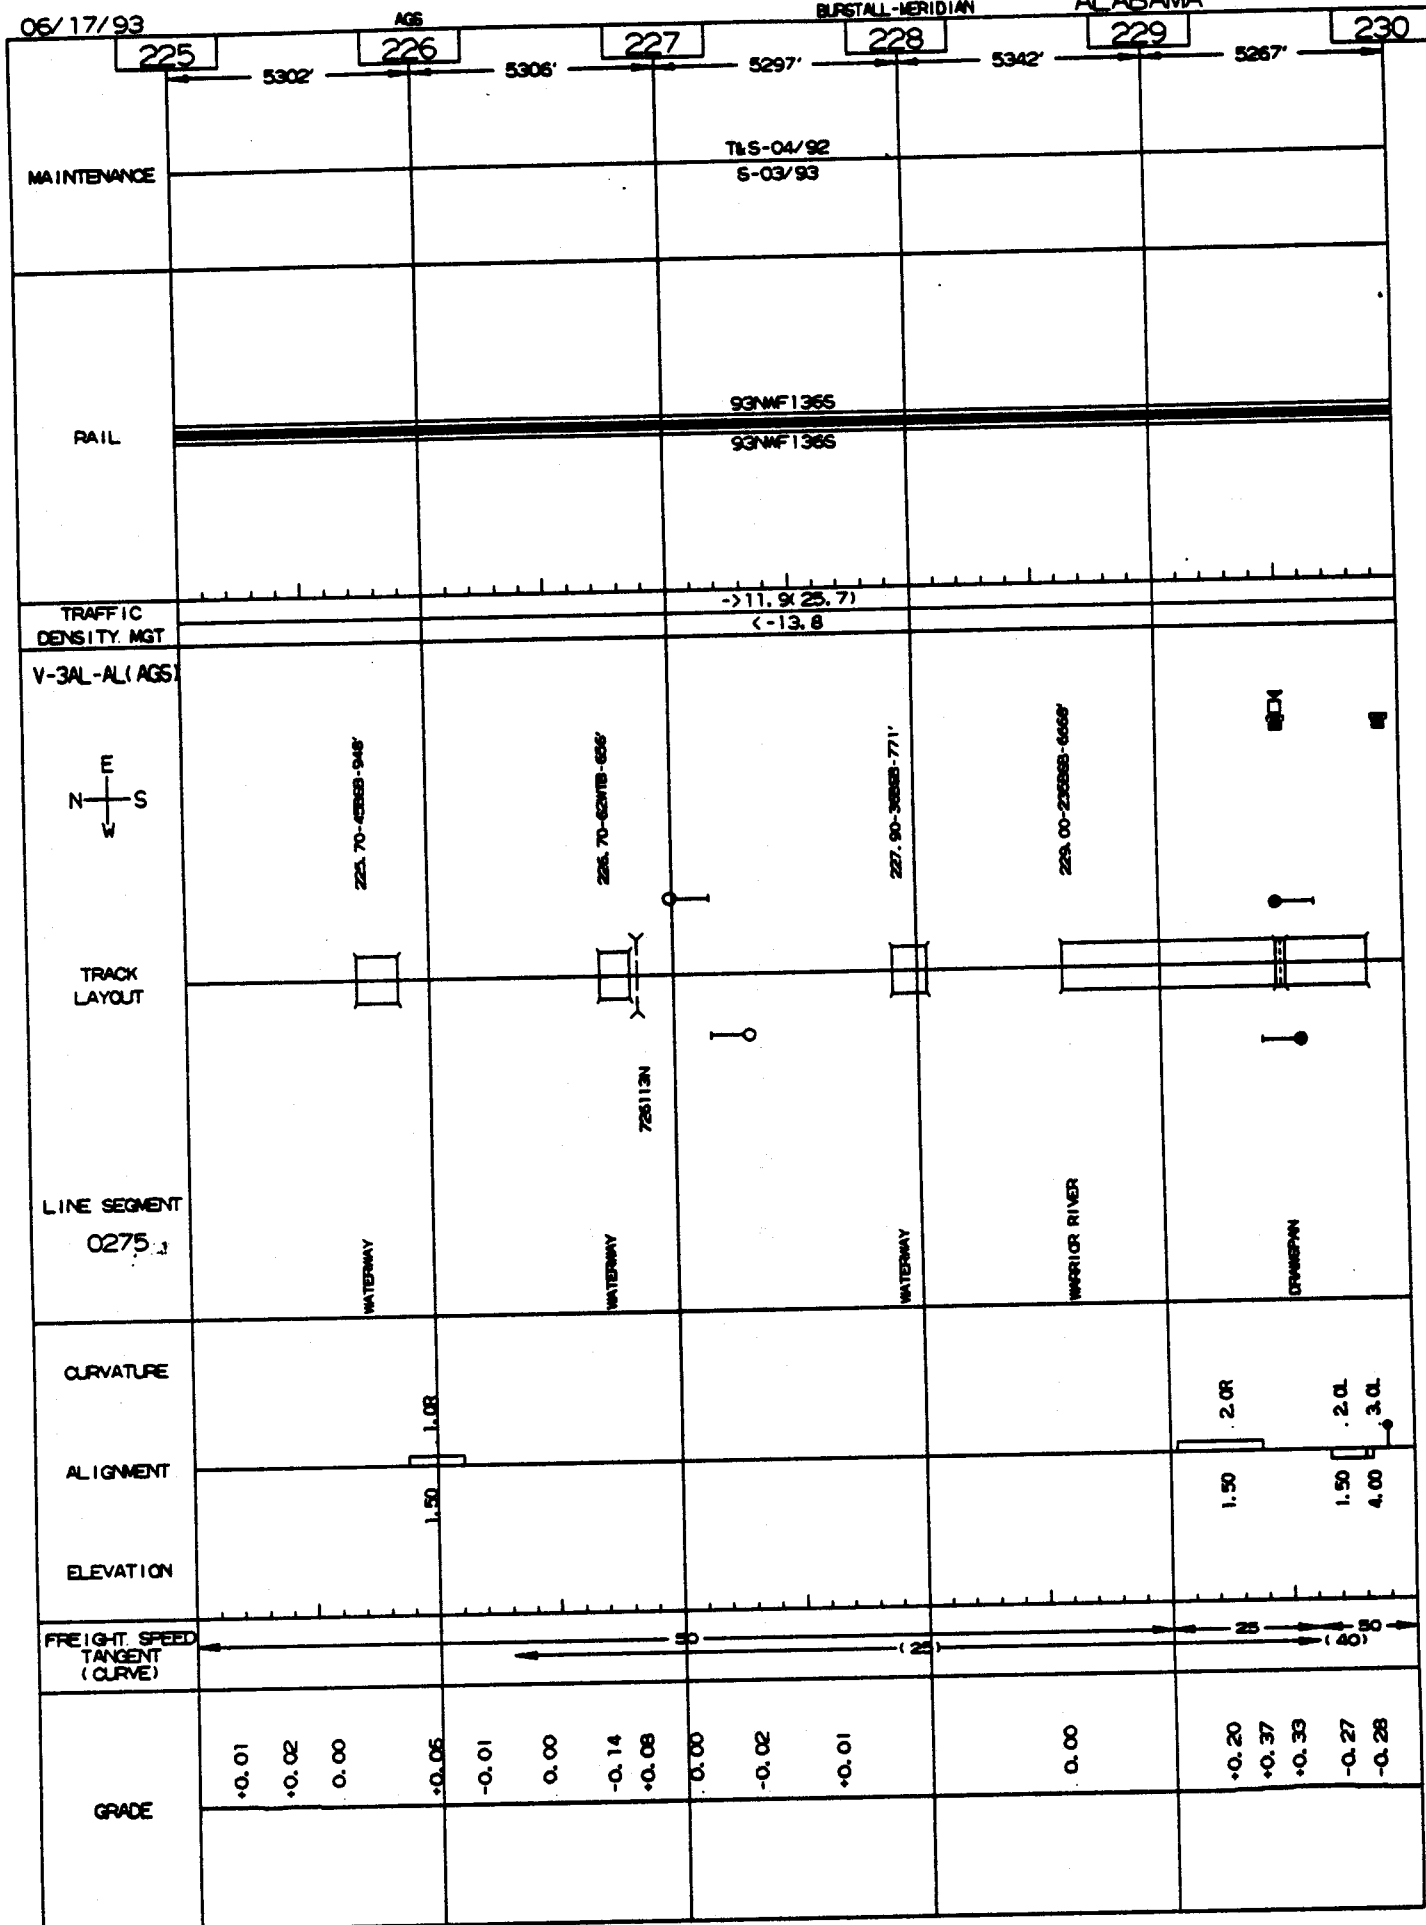 06/17/93 AGS BURSTALL-MERIDIAN ALABAMA
225 226 227 228 229 230
5302' 5306' 5297' 5342' 5267'
MAINTENANCE
T&S-04/92
S-03/93
RAIL
93NWF136S
93NWF136S
TRAFFIC
DENSITY. MGT
->11.9(25.7)
<-13.8
V-3AL-AL(AGS)
E
N S
W
225.70-45BGB-948'
226.70-62WTB-656'
227.90-36BGB-771'
229.00-235BGB-6668'
TRACK
LAYOUT
726113N
LINE SEGMENT
0275
WATERWAY
WATERWAY
WATERWAY
WARRIOR RIVER
DRAWSPAN
CURVATURE
1.0R 2.0R 2.0L 3.0L
ALIGNMENT
1.50 1.50 1.50 4.00
ELEVATION
FREIGHT. SPEED
TANGENT
(CURVE)
50 25 50
(25) (40)
GRADE
+0.01 +0.02 0.00 +0.06 -0.01 0.00 -0.14 +0.08 0.00 -0.02 +0.01 0.00 +0.20 +0.37 +0.33 -0.27 -0.28